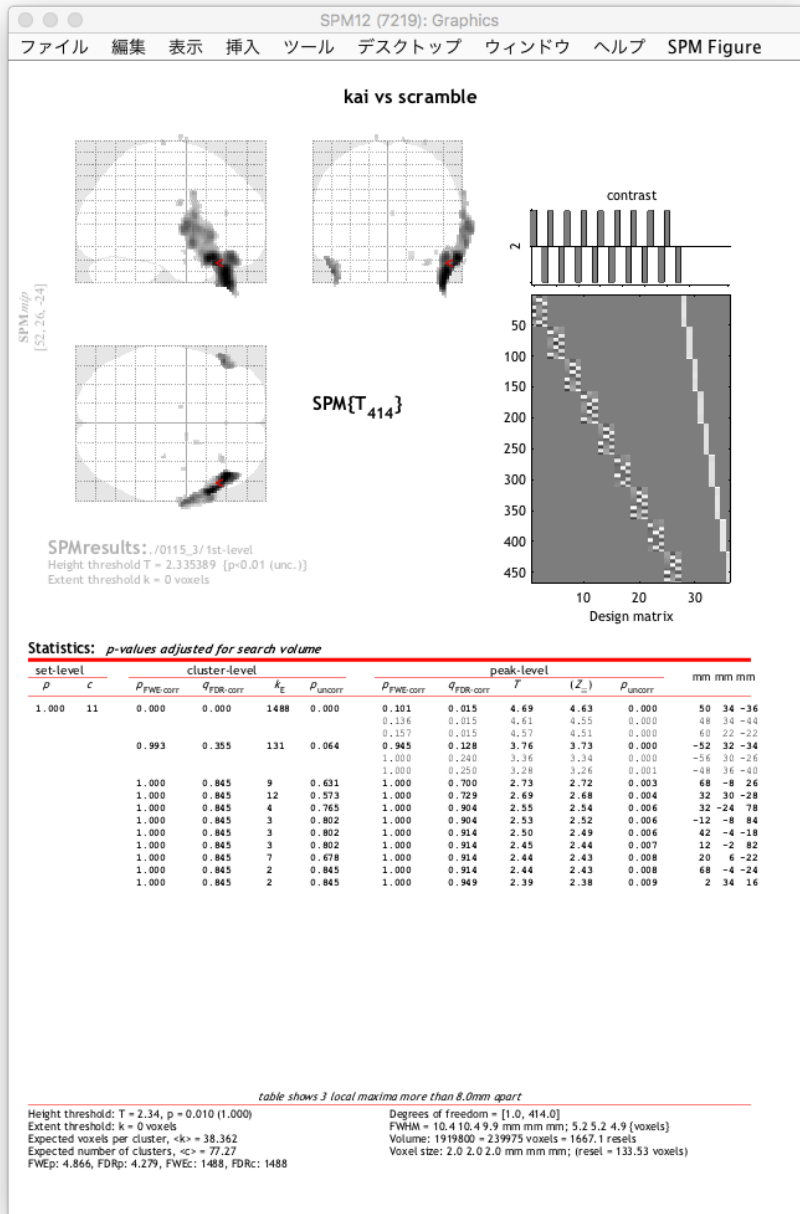 SPM12 (7219): Graphics
ファイル 編集 表示 挿入 ツール デスクトップ ウィンドウ ヘルプ SPM Figure
kai vs scramble
contrast
2
SPMmip
[52, 26, -24]
SPM{T414}
50
100
150
200
250
300
350
400
450
10 20 30
Design matrix
SPMresults:./0115_3/1st-level
Height threshold T = 2.335389 {p<0.01 (unc.)}
Extent threshold k = 0 voxels
Statistics: p-values adjusted for search volume
set-level cluster-level peak-level mm mm mm
p c pFWE-corr qFDR-corr kE puncorr pFWE-corr qFDR-corr T (Z≡) puncorr
1.000 11 0.000 0.000 1488 0.000 0.101 0.015 4.69 4.63 0.000 50 34 -36
0.136 0.015 4.61 4.55 0.000 48 34 -44
0.157 0.015 4.57 4.51 0.000 60 22 -22
0.993 0.355 131 0.064 0.945 0.128 3.76 3.73 0.000 -52 32 -34
1.000 0.240 3.36 3.34 0.000 -56 30 -26
1.000 0.250 3.28 3.26 0.001 -48 36 -40
1.000 0.845 9 0.631 1.000 0.700 2.73 2.72 0.003 68 -8 26
1.000 0.845 12 0.573 1.000 0.729 2.69 2.68 0.004 32 30 -28
1.000 0.845 4 0.765 1.000 0.904 2.55 2.54 0.006 32 -24 78
1.000 0.845 3 0.802 1.000 0.904 2.53 2.52 0.006 -12 -8 84
1.000 0.845 3 0.802 1.000 0.914 2.50 2.49 0.006 42 -4 -18
1.000 0.845 3 0.802 1.000 0.914 2.45 2.44 0.007 12 -2 82
1.000 0.845 7 0.678 1.000 0.914 2.44 2.43 0.008 20 6 -22
1.000 0.845 2 0.845 1.000 0.914 2.44 2.43 0.008 68 -4 -24
1.000 0.845 2 0.845 1.000 0.949 2.39 2.38 0.009 2 34 16
table shows 3 local maxima more than 8.0mm apart
Height threshold: T = 2.34, p = 0.010 (1.000)
Extent threshold: k = 0 voxels
Expected voxels per cluster, <k> = 38.362
Expected number of clusters, <c> = 77.27
FWEp: 4.866, FDRp: 4.279, FWEc: 1488, FDRc: 1488
Degrees of freedom = [1.0, 414.0]
FWHM = 10.4 10.4 9.9 mm mm mm; 5.2 5.2 4.9 {voxels}
Volume: 1919800 = 239975 voxels = 1667.1 resels
Voxel size: 2.0 2.0 2.0 mm mm mm; (resel = 133.53 voxels)